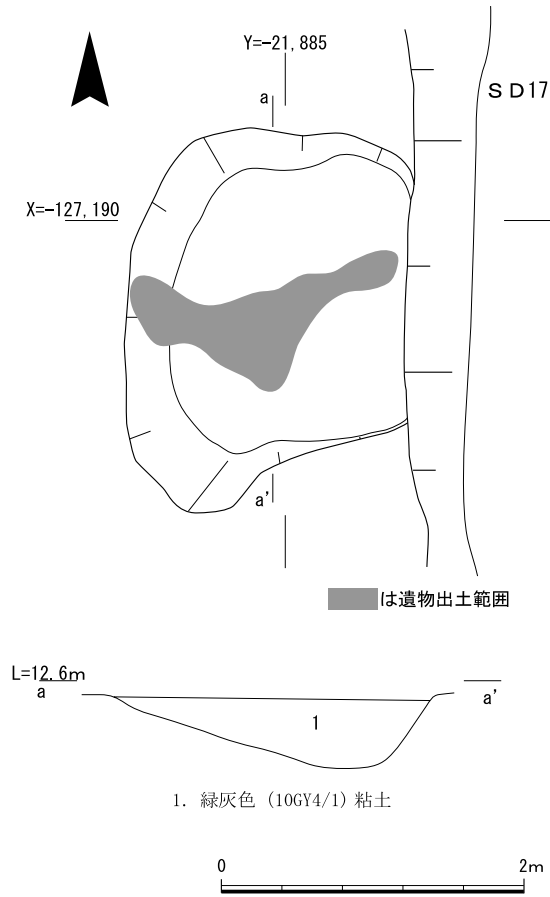 Y=-21,885
a
SD17
X=-127,190
a'
は遺物出土範囲
L=12.6m
a
a'
1
1. 緑灰色 (10GY4/1) 粘土
0
2m